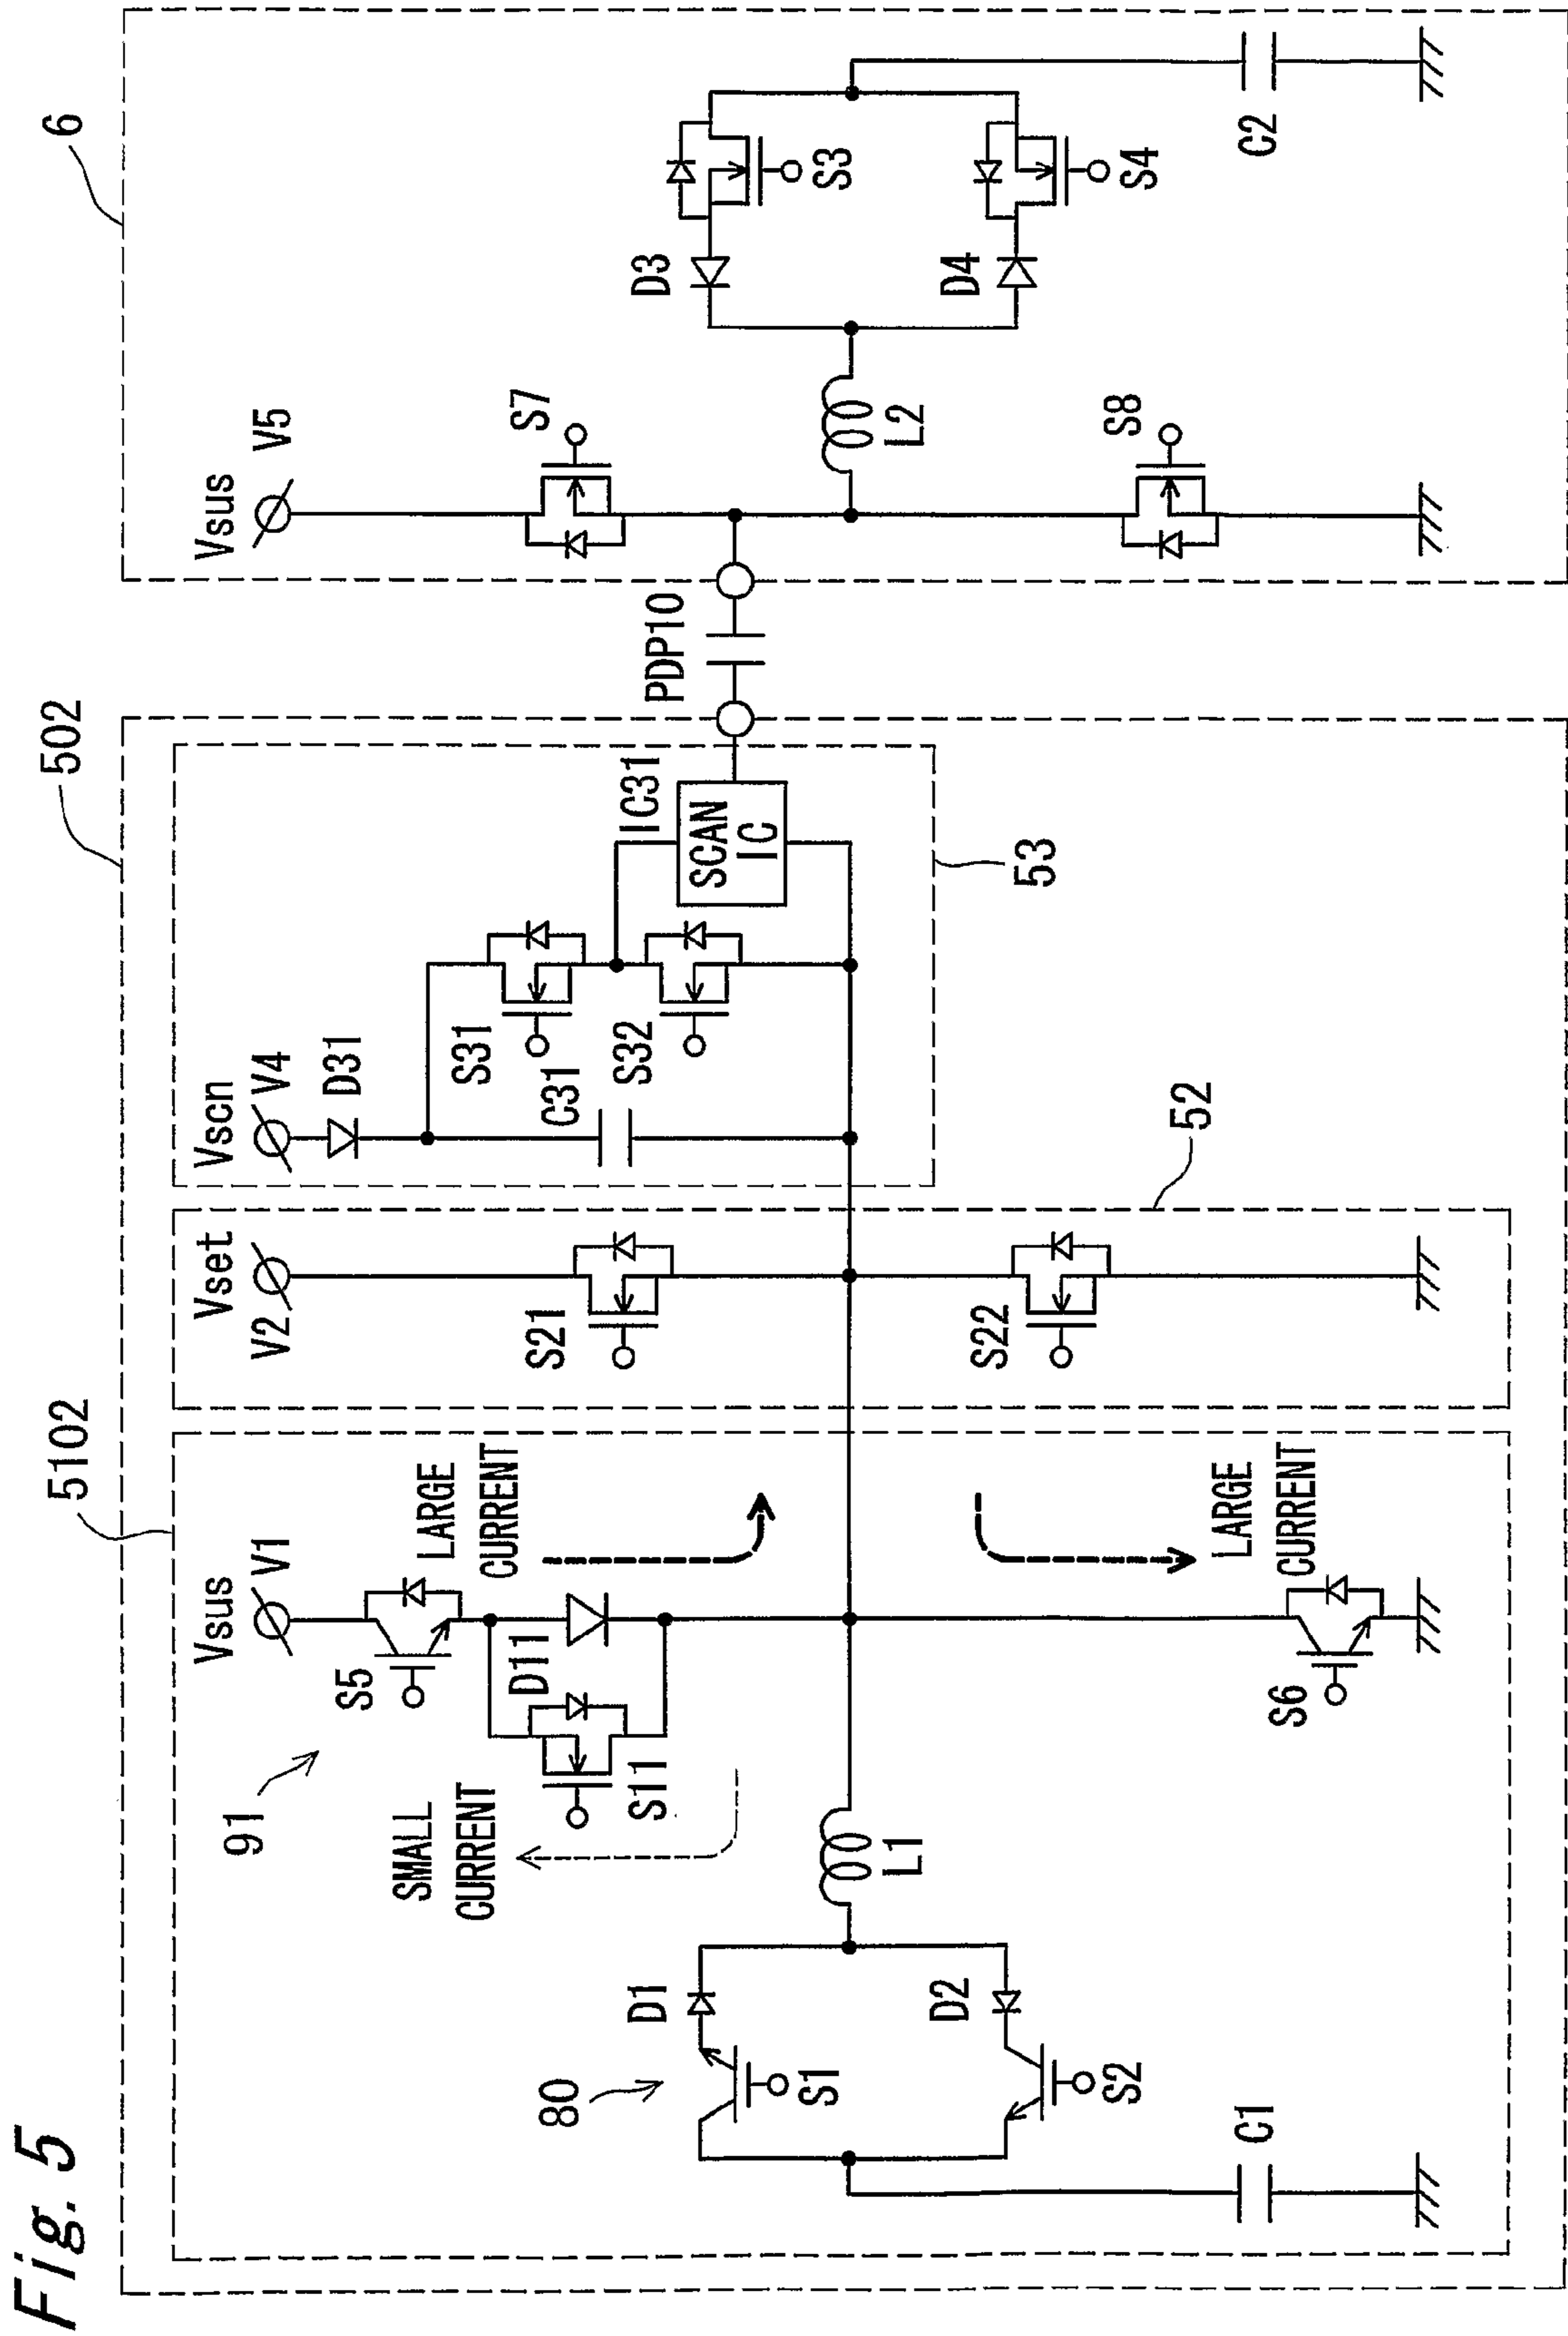 Fig. 5
5102
502
6
Vsus
V1
S5
91
LARGE
CURRENT
D11
S11
SMALL
CURRENT
80
D1
S1
D2
S2
L1
C1
LARGE
CURRENT
S6
Vset
V2
S21
S22
52
Vscn
V4
D31
S31
C31
S32
IC31
SCAN
IC
53
PDP10
Vsus
V5
S7
L2
S8
D3
S3
D4
S4
C2